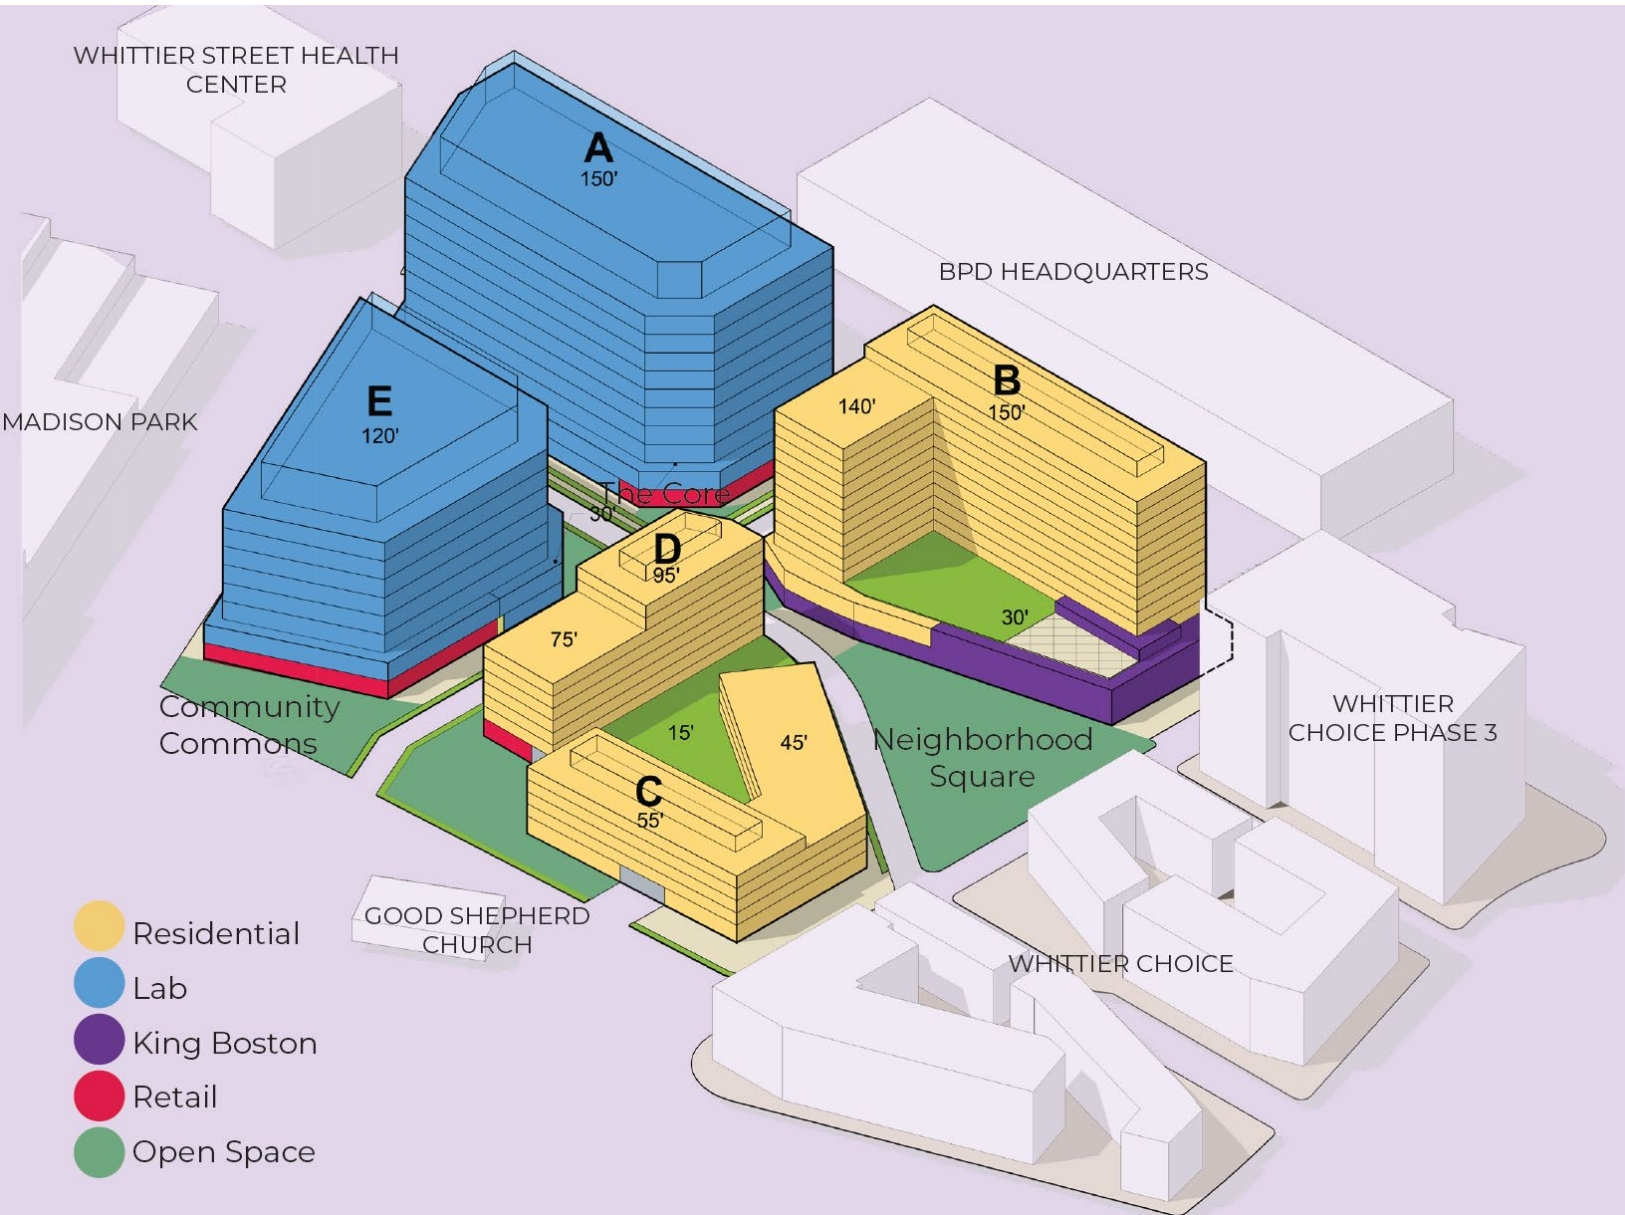 WHITTIER STREET HEALTH
CENTER
A
150'
BPD HEADQUARTERS
B
150'
140'
E
120'
MADISON PARK
The Core
30'
D
95'
75'
30'
Community
Commons
15'
45'
Neighborhood
Square
WHITTIER
CHOICE PHASE 3
C
55'
GOOD SHEPHERD
CHURCH
WHITTIER CHOICE
Residential
Lab
King Boston
Retail
Open Space